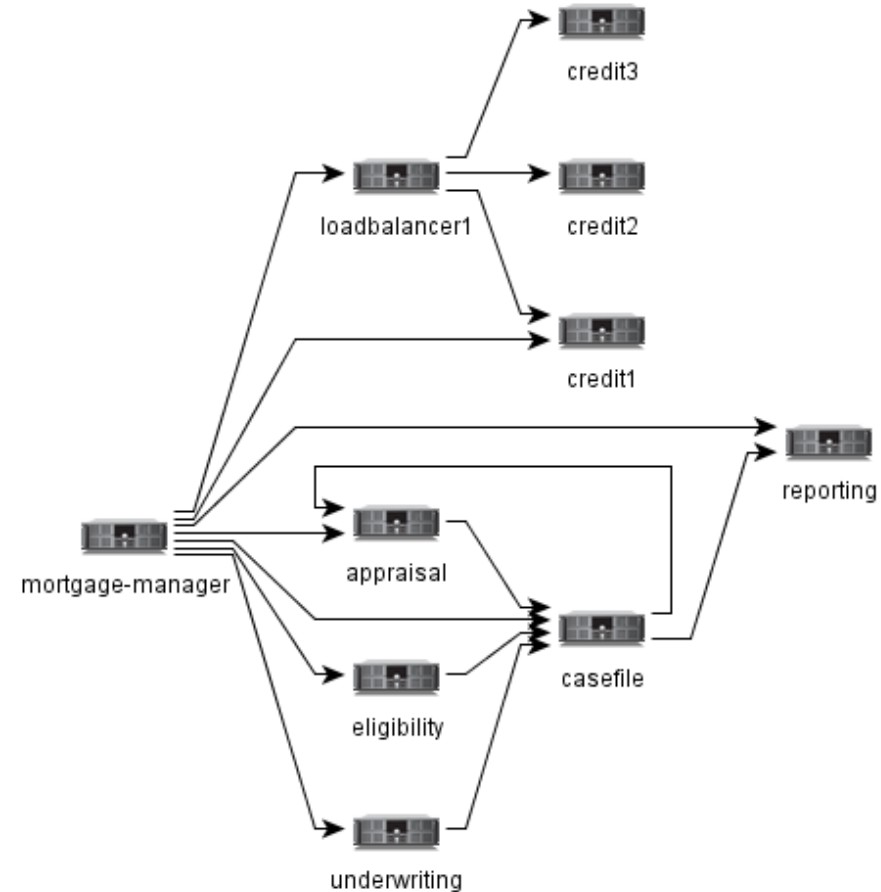 credit3
loadbalancer1
credit2
credit1
reporting
mortgage-manager
appraisal
casefile
eligibility
underwriting